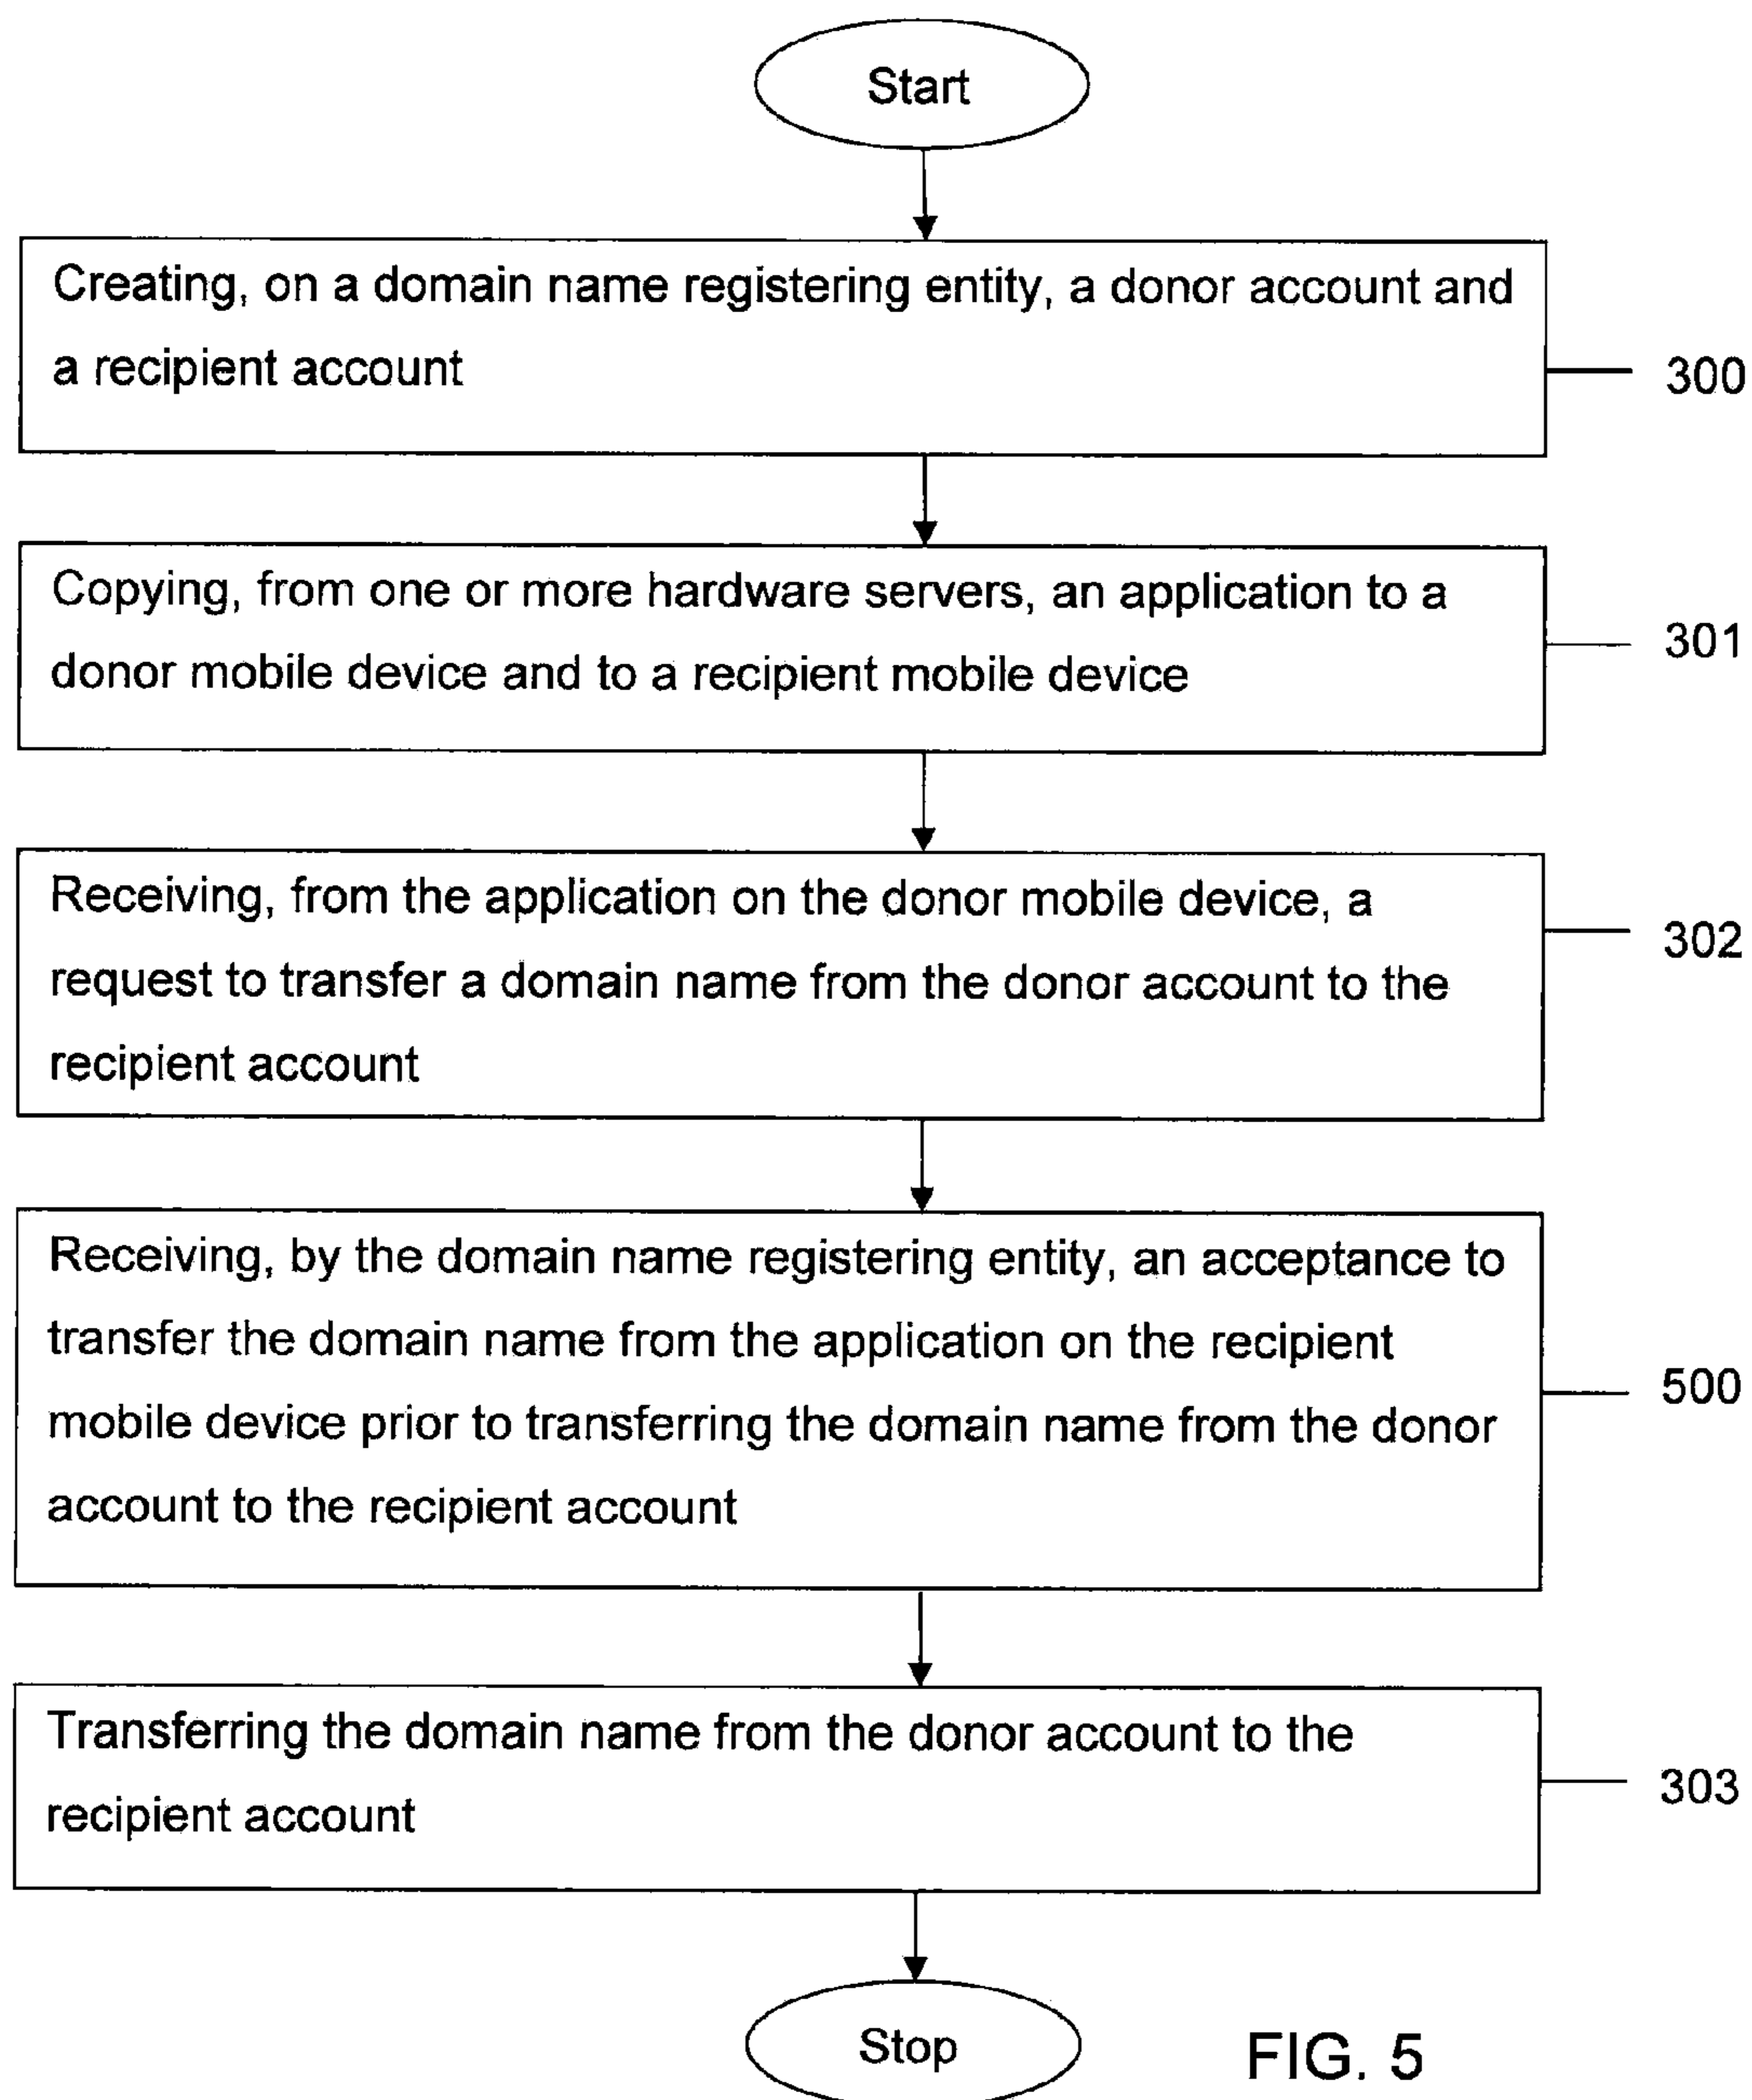 Start
Creating, on a domain name registering entity, a donor account and
a recipient account
300
Copying, from one or more hardware servers, an application to a
donor mobile device and to a recipient mobile device
301
Receiving, from the application on the donor mobile device, a
request to transfer a domain name from the donor account to the
recipient account
302
Receiving, by the domain name registering entity, an acceptance to
transfer the domain name from the application on the recipient
mobile device prior to transferring the domain name from the donor
account to the recipient account
500
Transferring the domain name from the donor account to the
recipient account
303
Stop
FIG. 5